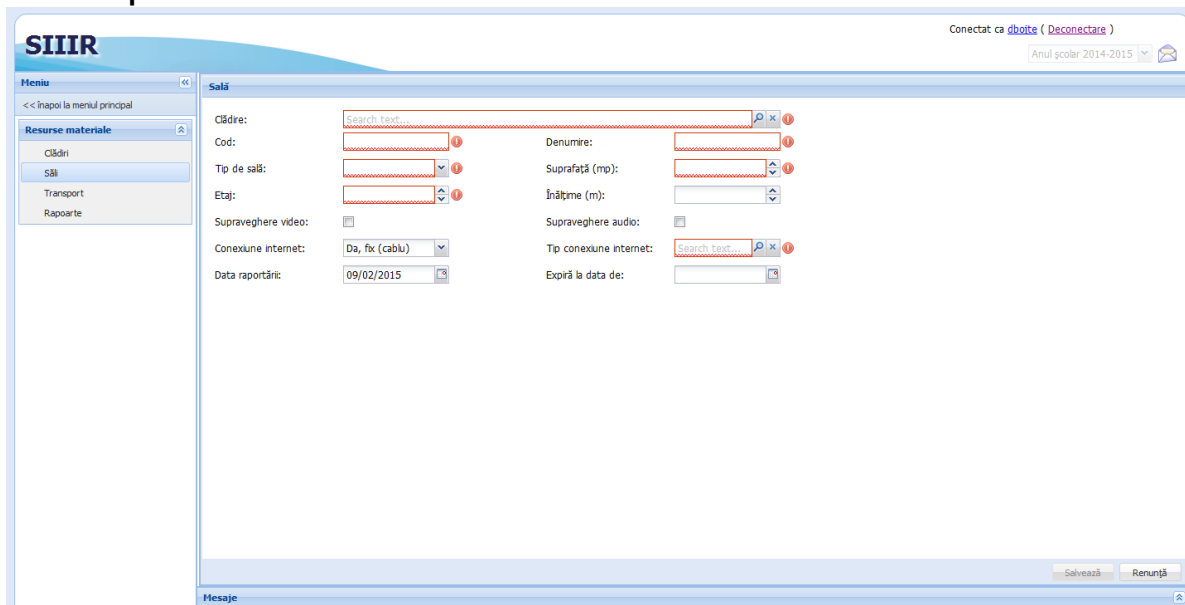 Conectat ca dboite ( Deconectare )
SIIIR
Anul școlar 2014-2015
Meniu
<< înapoi la meniul principal
Resurse materiale
Clădiri
Săli
Transport
Rapoarte
Sală
Clădire: Search text...
Cod: Denumire:
Tip de sală: Suprafață (mp):
Etaj: Înălțime (m):
Supraveghere video: Supraveghere audio:
Conexiune internet: Da, fix (cablu) Tip conexiune internet: Search text...
Data raportării: 09/02/2015 Expiră la data de:
Salvează Renunță
Mesaje